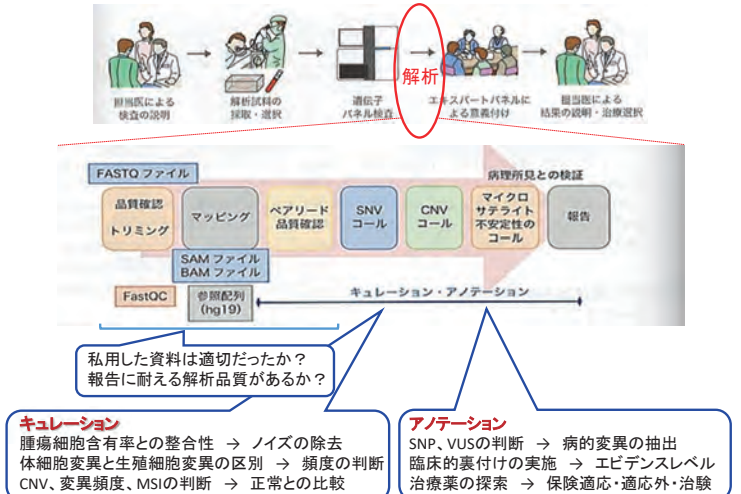 担当医による
検査の説明
解析試料の
採取・選択
遺伝子
パネル検査
解析
エキスパートパネル
による意義付け
担当医による
結果の説明・治療選択
FASTQ ファイル
病理所見との検証
品質確認
トリミング
マッピング
ペアリード
品質確認
SNV
コール
CNV
コール
マイクロ
サテライト
不安定性の
コール
報告
SAM ファイル
BAM ファイル
FastQC
参照配列
(hg19)
キュレーション・アノテーション
私用した資料は適切だったか？
報告に耐える解析品質があるか？
キュレーション
腫瘍細胞含有率との整合性 → ノイズの除去
体細胞変異と生殖細胞変異の区別 → 頻度の判断
CNV、変異頻度、MSIの判断 → 正常との比較
アノテーション
SNP、VUSの判断 → 病的変異の抽出
臨床的裏付けの実施 → エビデンスレベル
治療薬の探索 → 保険適応・適応外・治験